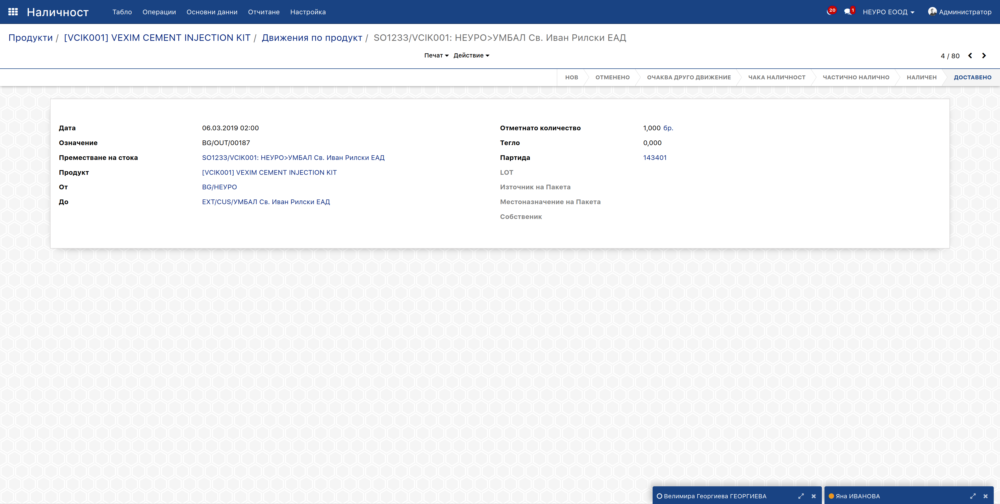 Наличност Табло Операции Основни данни Отчитане Настройка 20 1 НЕУРО ЕООД Администратор
Продукти / [VCIK001] VEXIM CEMENT INJECTION KIT / Движения по продукт / SO1233/VCIK001: НЕУРО>УМБАЛ Св. Иван Рилски ЕАД
Печат Действие 4 / 80
НОВ ОТМЕНЕНО ОЧАКВА ДРУГО ДВИЖЕНИЕ ЧАКА НАЛИЧНОСТ ЧАСТИЧНО НАЛИЧНО НАЛИЧЕН ДОСТАВЕНО
Дата 06.03.2019 02:00
Означение BG/OUT/00187
Преместване на стока SO1233/VCIK001: НЕУРО>УМБАЛ Св. Иван Рилски ЕАД
Продукт [VCIK001] VEXIM CEMENT INJECTION KIT
От BG/НЕУРО
До EXT/CUS/УМБАЛ Св. Иван Рилски ЕАД
Отметнато количество 1,000 бр.
Тегло 0,000
Партида 143401
LOT
Източник на Пакета
Местоназначение на Пакета
Собственик
Велимира Георгиева ГЕОРГИЕВА
Яна ИВАНОВА